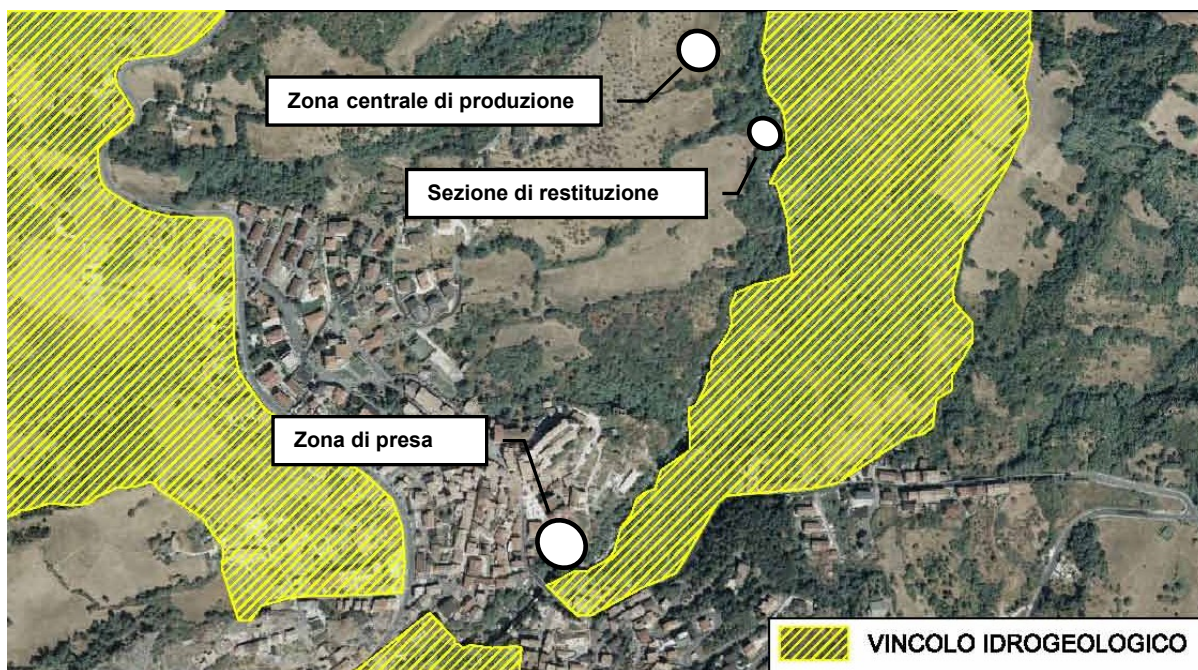 Zona centrale di produzione
Sezione di restituzione
Zona di presa
VINCOLO IDROGEOLOGICO